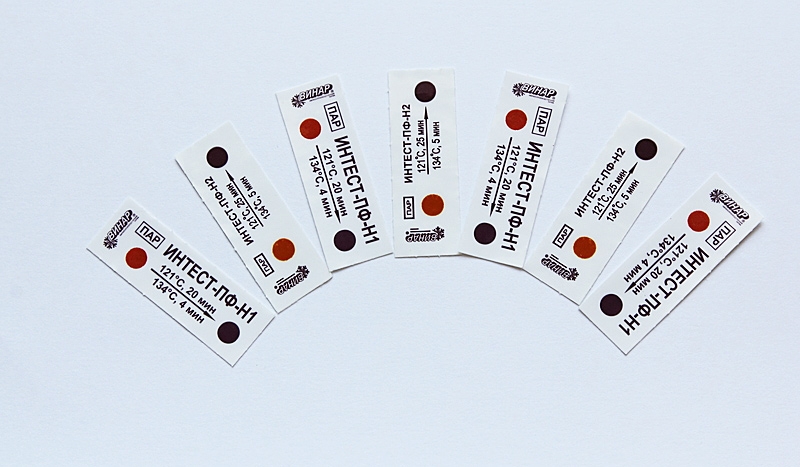 ВИНАР
ПАР
ИНТЕСТ-ПФ-Н1
121°С, 20 мин
134°С, 4 мин
ИНТЕСТ-ПФ-Н2
121°С, 25 мин
134°С, 5 мин
ПАР
ВИНАР
ВИНАР
ПАР
ИНТЕСТ-ПФ-Н1
121°С, 20 мин
134°С, 4 мин
ИНТЕСТ-ПФ-Н2
121°С, 25 мин
134°С, 5 мин
ПАР
ВИНАР
ВИНАР
ПАР
ИНТЕСТ-ПФ-Н1
121°С, 20 мин
134°С, 4 мин
ИНТЕСТ-ПФ-Н2
121°С, 25 мин
134°С, 5 мин
ПАР
ВИНАР
ВИНАР
ПАР
ИНТЕСТ-ПФ-Н1
121°С, 20 мин
134°С, 4 мин